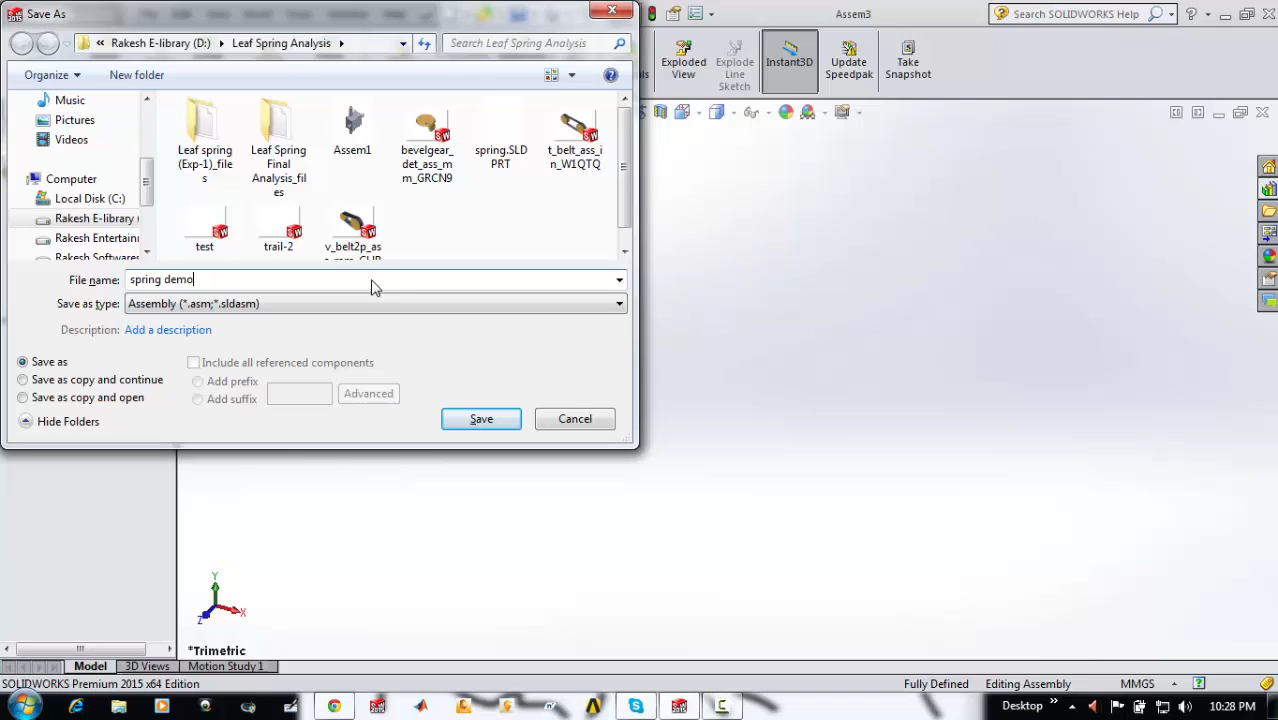 Save As
Assem3
Search SOLIDWORKS Help
Rakesh E-library (D:)
Leaf Spring Analysis
Search Leaf Spring Analysis
Exploded View
Explode Line Sketch
Instant3D
Update Speedpak
Take Snapshot
Organize
New folder
Music
Pictures
Videos
Computer
Local Disk (C:)
Rakesh E-library
Rakesh Entertain
Rakesh Softwares
Leaf spring
(Exp-1)_file
s
Leaf Spring
Final
Analysis_fil
es
Assem1
bevelgear_
det_ass_m
m_GRCN9
spring.SLD
PRT
t_belt_ass_i
n_W1QTQ
test
trail-2
v_belt2p_as
File name:
spring demo
Save as type:
Assembly (*.asm;*.sldasm)
Description:
Add a description
Save as
Include all referenced components
Save as copy and continue
Add prefix
Save as copy and open
Add suffix
Advanced
Hide Folders
Save
Cancel
Y
X
Z
*Trimetric
Model
3D Views
Motion Study 1
SOLIDWORKS Premium 2015 x64 Edition
Fully Defined
Editing Assembly
MMGS
Desktop
10:28 PM